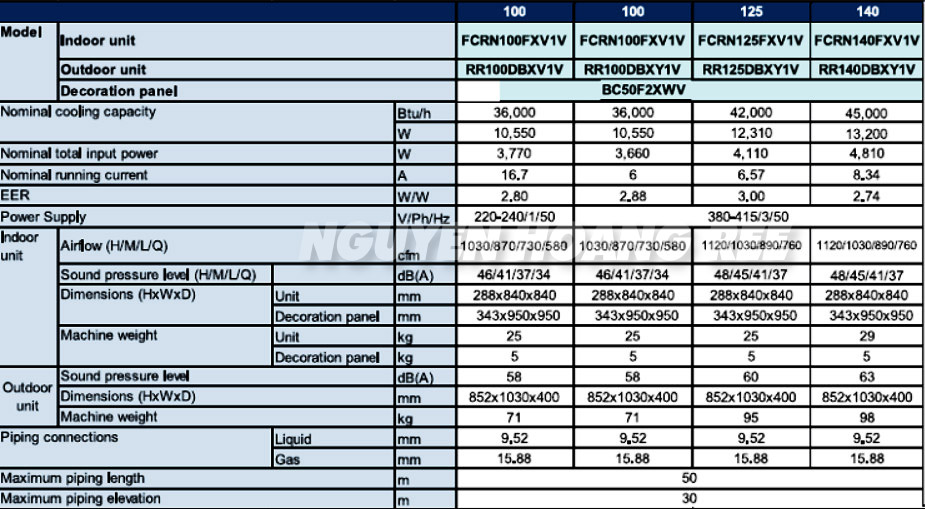 100 100 125 140
Model Indoor unit FCRN100FXV1V FCRN100FXV1V FCRN125FXV1V FCRN140FXV1V
Outdoor unit RR100DBXV1V RR100DBXY1V RR125DBXY1V RR140DBXY1V
Decoration panel BC50F2XWV
Nominal cooling capacity Btu/h 36,000 36,000 42,000 45,000
W 10,550 10,550 12,310 13,200
Nominal total input power W 3,770 3,660 4,110 4,810
Nominal running current A 16.7 6 6.57 8.34
EER W/W 2.80 2.88 3.00 2.74
Power Supply V/Ph/Hz 220-240/1/50 380-415/3/50
NGUYEN HOANG REE
Indoor unit Airflow (H/M/L/Q) cfm 1030/870/730/580 1030/870/730/580 1120/1030/890/760 1120/1030/890/760
Sound pressure level (H/M/L/Q) dB(A) 46/41/37/34 46/41/37/34 48/45/41/37 48/45/41/37
Dimensions (HxWxD) Unit mm 288x840x840 288x840x840 288x840x840 288x840x840
Decoration panel mm 343x950x950 343x950x950 343x950x950 343x950x950
Machine weight Unit kg 25 25 25 29
Decoration panel kg 5 5 5 5
Outdoor unit Sound pressure level dB(A) 58 58 60 63
Dimensions (HxWxD) mm 852x1030x400 852x1030x400 852x1030x400 852x1030x400
Machine weight kg 71 71 95 98
Piping connections Liquid mm 9.52 9.52 9.52 9.52
Gas mm 15.88 15.88 15.88 15.88
Maximum piping length m 50
Maximum piping elevation m 30